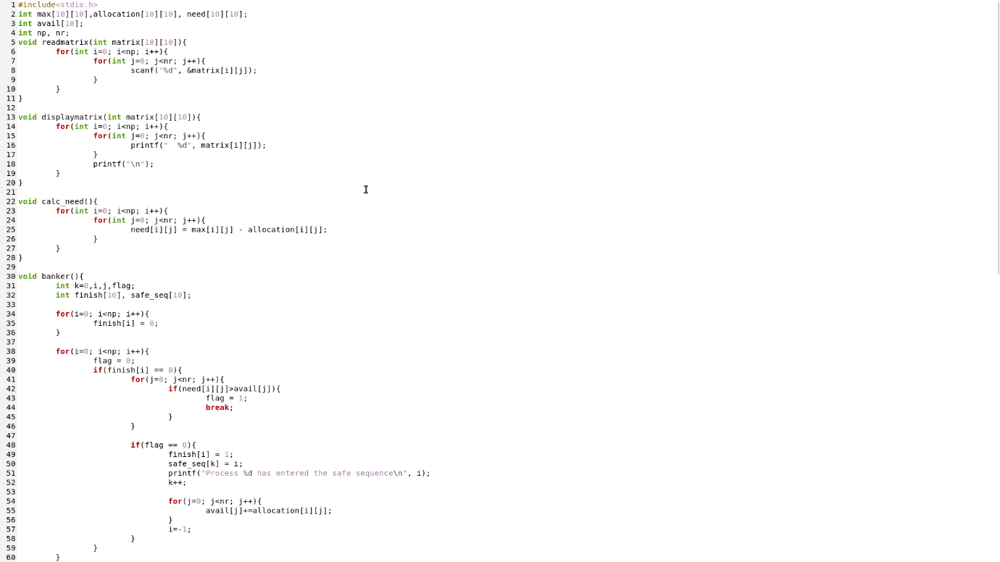 1 #include<stdio.h>
2 int max[10][10],allocation[10][10], need[10][10];
3 int avail[10];
4 int np, nr;
5 void readmatrix(int matrix[10][10]){
6         for(int i=0; i<np; i++){
7                 for(int j=0; j<nr; j++){
8                         scanf("%d", &matrix[i][j]);
9                 }
10         }
11 }
12
13 void displaymatrix(int matrix[10][10]){
14         for(int i=0; i<np; i++){
15                 for(int j=0; j<nr; j++){
16                         printf("  %d", matrix[i][j]);
17                 }
18                 printf("\n");
19         }
20 }
21
22 void calc_need(){
23         for(int i=0; i<np; i++){
24                 for(int j=0; j<nr; j++){
25                         need[i][j] = max[i][j] - allocation[i][j];
26                 }
27         }
28 }
29
30 void banker(){
31         int k=0,i,j,flag;
32         int finish[10], safe_seq[10];
33
34         for(i=0; i<np; i++){
35                 finish[i] = 0;
36         }
37
38         for(i=0; i<np; i++){
39                 flag = 0;
40                 if(finish[i] == 0){
41                         for(j=0; j<nr; j++){
42                                 if(need[i][j]>avail[j]){
43                                         flag = 1;
44                                         break;
45                                 }
46                         }
47
48                         if(flag == 0){
49                                 finish[i] = 1;
50                                 safe_seq[k] = i;
51                                 printf("Process %d has entered the safe sequence\n", i);
52                                 k++;
53
54                                 for(j=0; j<nr; j++){
55                                         avail[j]+=allocation[i][j];
56                                 }
57                                 i=-1;
58                         }
59                 }
60         }